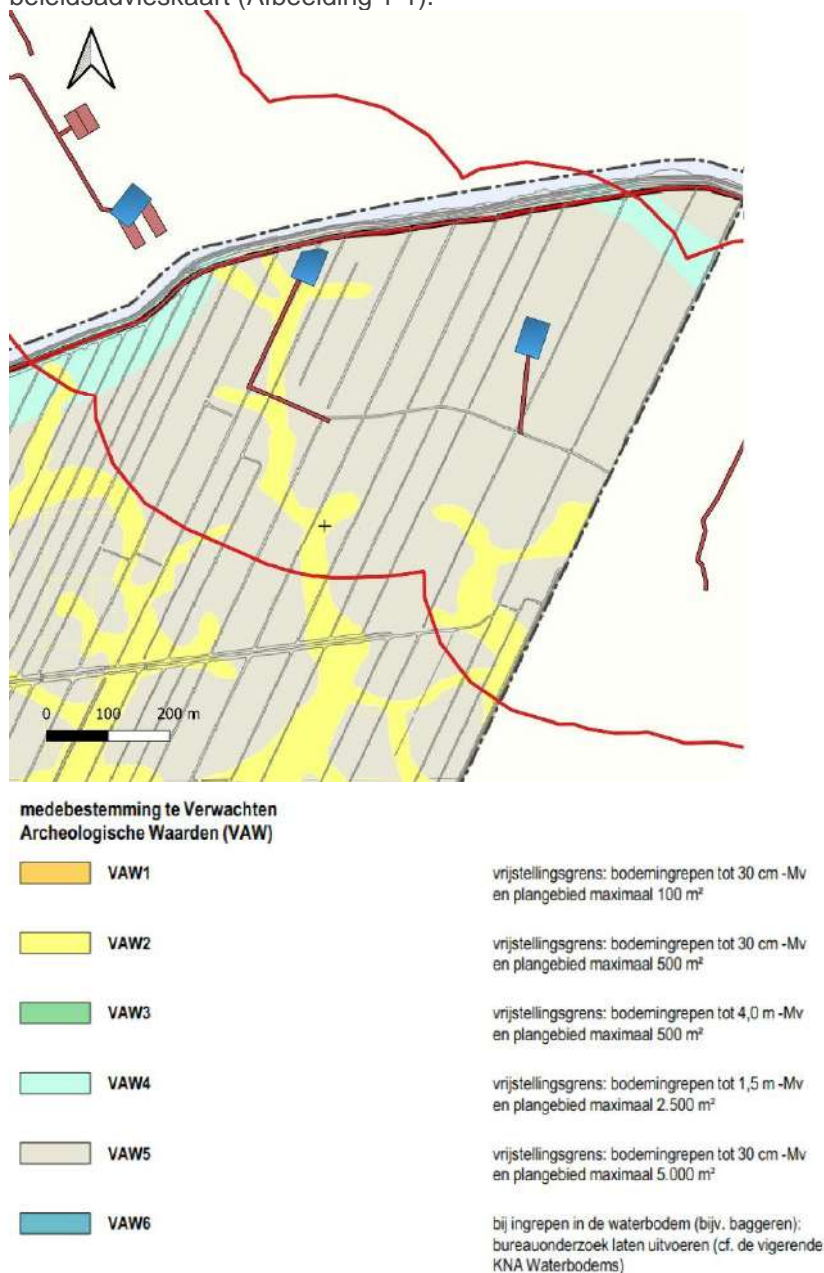 beleidsadvieskaart (Afbeelding 1-1).
0 100 200 m
medebestemming te Verwachten
Archeologische Waarden (VAW)
VAW1 vrijstellingsgrens: bodemingrepen tot 30 cm -Mv
en plangebied maximaal 100 m²
VAW2 vrijstellingsgrens: bodemingrepen tot 30 cm -Mv
en plangebied maximaal 500 m²
VAW3 vrijstellingsgrens: bodemingrepen tot 4,0 m -Mv
en plangebied maximaal 500 m²
VAW4 vrijstellingsgrens: bodemingrepen tot 1,5 m -Mv
en plangebied maximaal 2.500 m²
VAW5 vrijstellingsgrens: bodemingrepen tot 30 cm -Mv
en plangebied maximaal 5.000 m²
VAW6 bij ingrepen in de waterbodem (bijv. baggeren):
bureauonderzoek laten uitvoeren (cf. de vigerende
KNA Waterbodems)